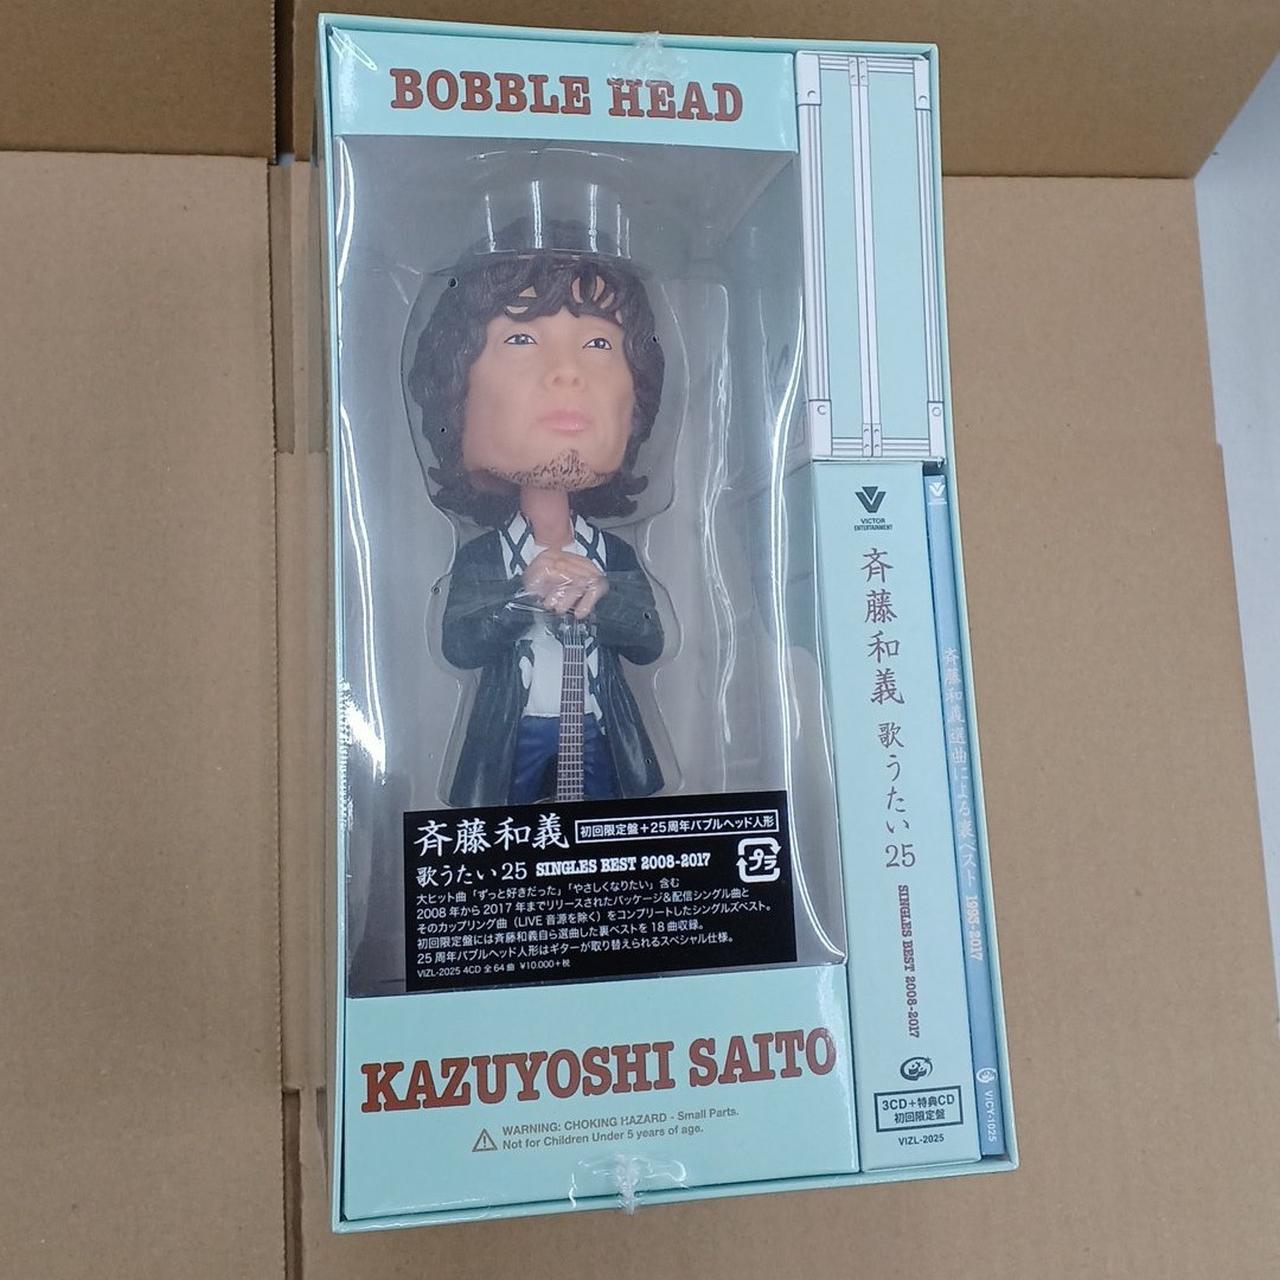 BOBBLE HEAD
斉藤和義 初回限定盤+25周年バブルヘッド人形
歌うたい25 SINGLES BEST 2008-2017
プラ
大ヒット曲「ずっと好きだった」「やさしくなりたい」含む
2008年から2017年までリリースされたパッケージ&配信シングル曲と
そのカップリング曲(LIVE音源を除く)をコンプリートしたシングルズベスト。
初回限定盤には斉藤和義自ら選曲した裏ベストを18曲収録。
25周年バブルヘッド人形はギターが取り替えられるスペシャル仕様。
VIZL-2025 4CD 全64曲 ¥10,000+税
KAZUYOSHI SAITO
WARNING: CHOKING HAZARD - Small Parts.
Not for Children Under 5 years of age.
VICTOR
ENTERTAINMENT
斉藤和義 歌うたい25
SINGLES BEST 2008-2017
3CD+特典CD
初回限定盤
VIZL-2025
斉藤和義選曲による裏ベスト 1993-2017
VICY-1025